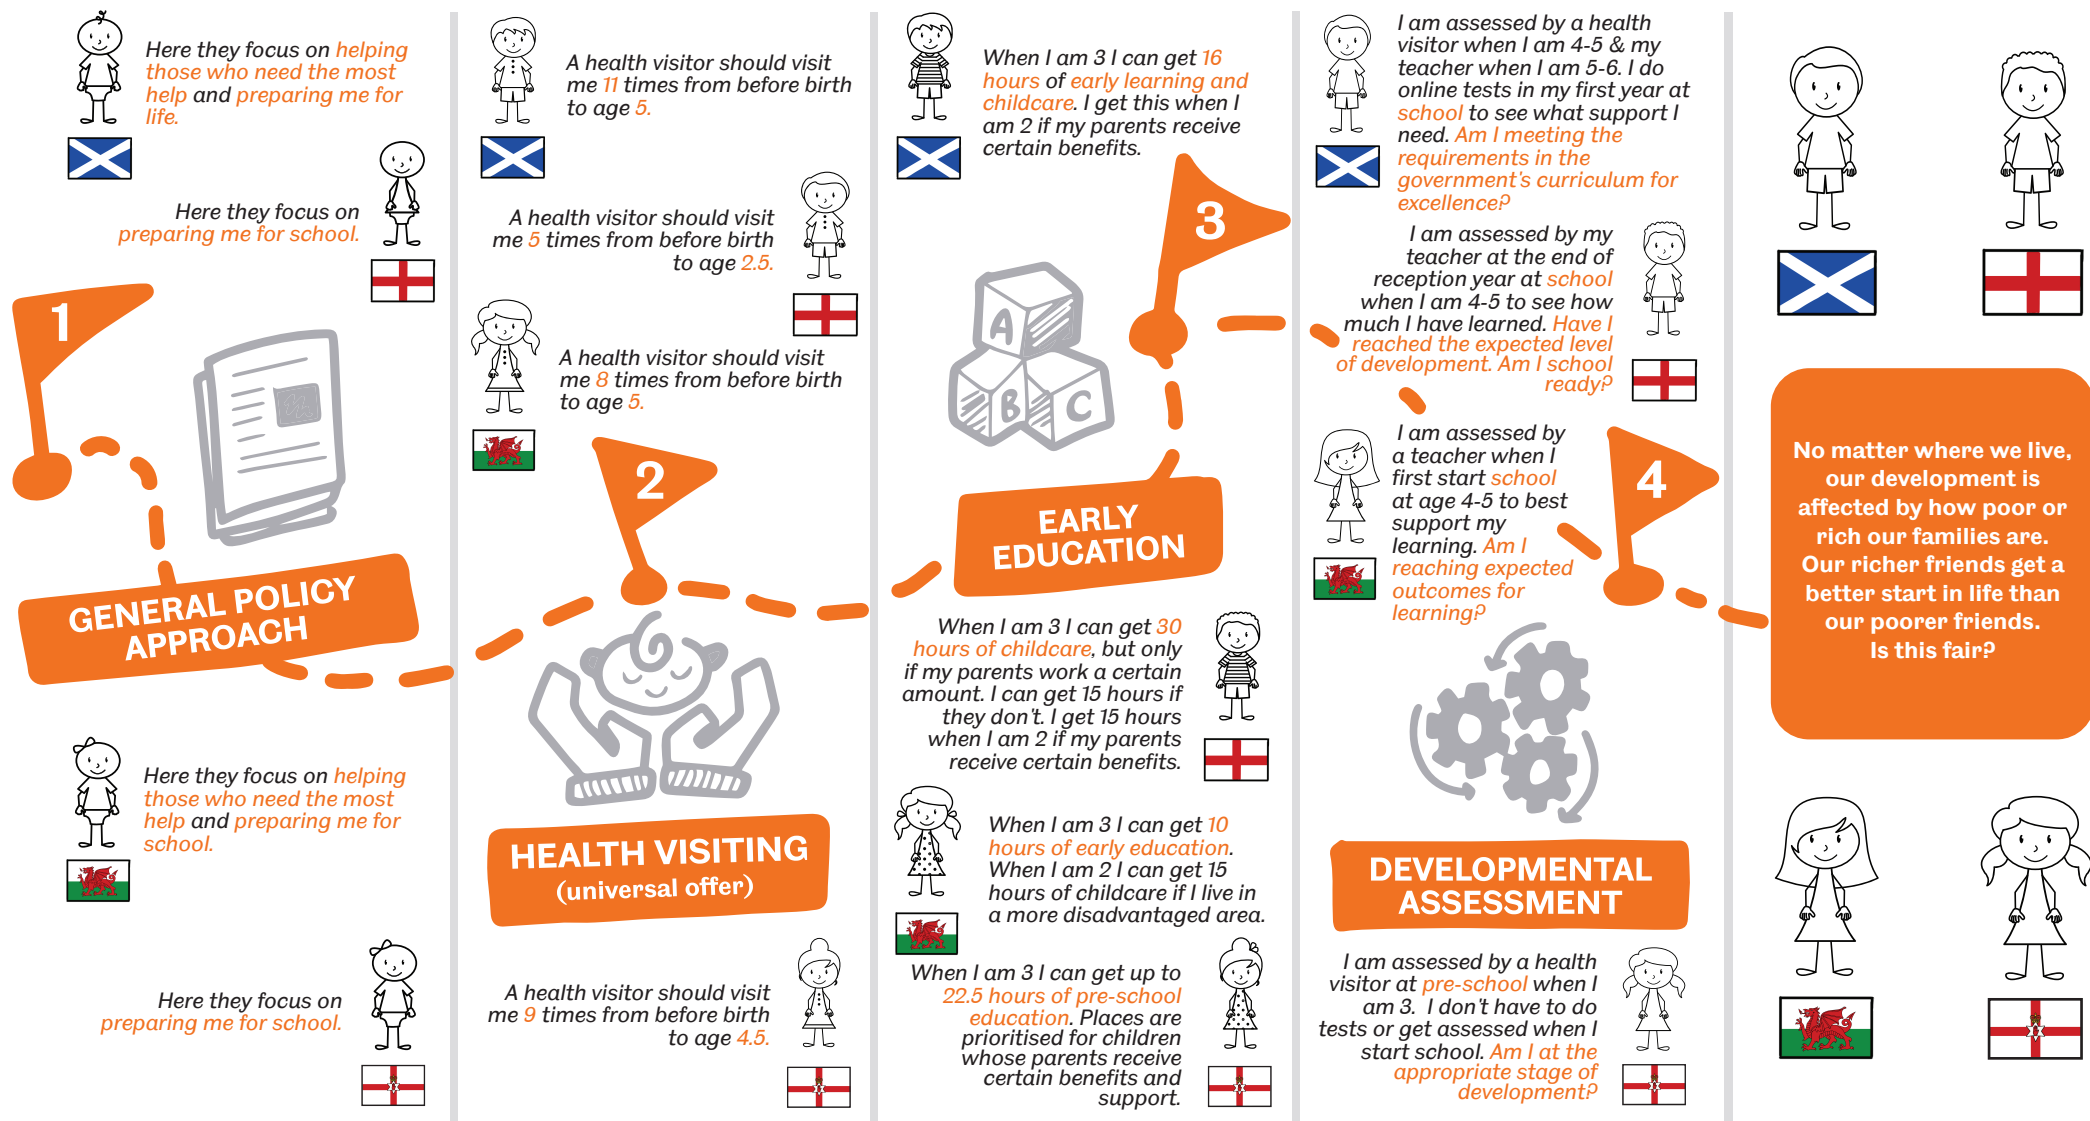 Here they focus on helping
those who need the most
help and preparing me for
life.
Here they focus on
preparing me for school.
1
GENERAL POLICY
APPROACH
Here they focus on helping
those who need the most
help and preparing me for
school.
Here they focus on
preparing me for school.
A health visitor should visit
me 11 times from before birth
to age 5.
A health visitor should visit
me 5 times from before birth
to age 2.5.
A health visitor should visit
me 8 times from before birth
to age 5.
2
HEALTH VISITING
(universal offer)
A health visitor should visit
me 9 times from before birth
to age 4.5.
When I am 3 I can get 16
hours of early learning and
childcare. I get this when I
am 2 if my parents receive
certain benefits.
3
A
B
C
EARLY
EDUCATION
When I am 3 I can get 30
hours of childcare, but only
if my parents work a certain
amount. I can get 15 hours if
they don't. I get 15 hours
when I am 2 if my parents
receive certain benefits.
When I am 3 I can get 10
hours of early education.
When I am 2 I can get 15
hours of childcare if I live in
a more disadvantaged area.
When I am 3 I can get up to
22.5 hours of pre-school
education. Places are
prioritised for children
whose parents receive
certain benefits and
support.
I am assessed by a health
visitor when I am 4-5 & my
teacher when I am 5-6. I do
online tests in my first year at
school to see what support I
need. Am I meeting the
requirements in the
government's curriculum for
excellence?
I am assessed by my
teacher at the end of
reception year at school
when I am 4-5 to see how
much I have learned. Have I
reached the expected level
of development. Am I school
ready?
I am assessed by
a teacher when I
first start school
at age 4-5 to best
support my
learning. Am I
reaching expected
outcomes for
learning?
4
DEVELOPMENTAL
ASSESSMENT
I am assessed by a health
visitor at pre-school when I
am 3. I don't have to do
tests or get assessed when I
start school. Am I at the
appropriate stage of
development?
No matter where we live,
our development is
affected by how poor or
rich our families are.
Our richer friends get a
better start in life than
our poorer friends.
Is this fair?